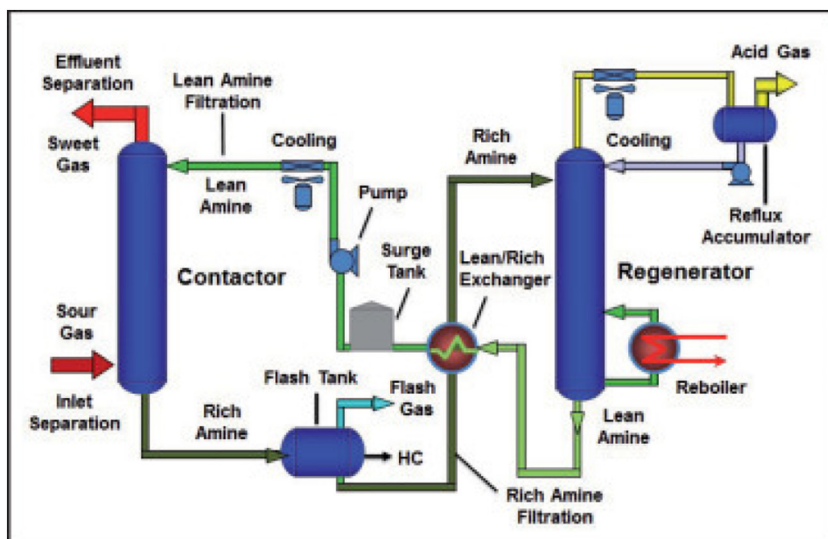 Effluent
Separation
Sweet Gas
Lean Amine
Filtration
Cooling
Lean
Amine
Pump
Surge
Tank
Contactor
Sour
Gas
Inlet
Separation
Rich
Amine
Flash Tank
Flash
Gas
HC
Rich Amine
Filtration
Lean/Rich
Exchanger
Rich
Amine
Cooling
Acid Gas
Reflux
Accumulator
Regenerator
Reboiler
Lean
Amine